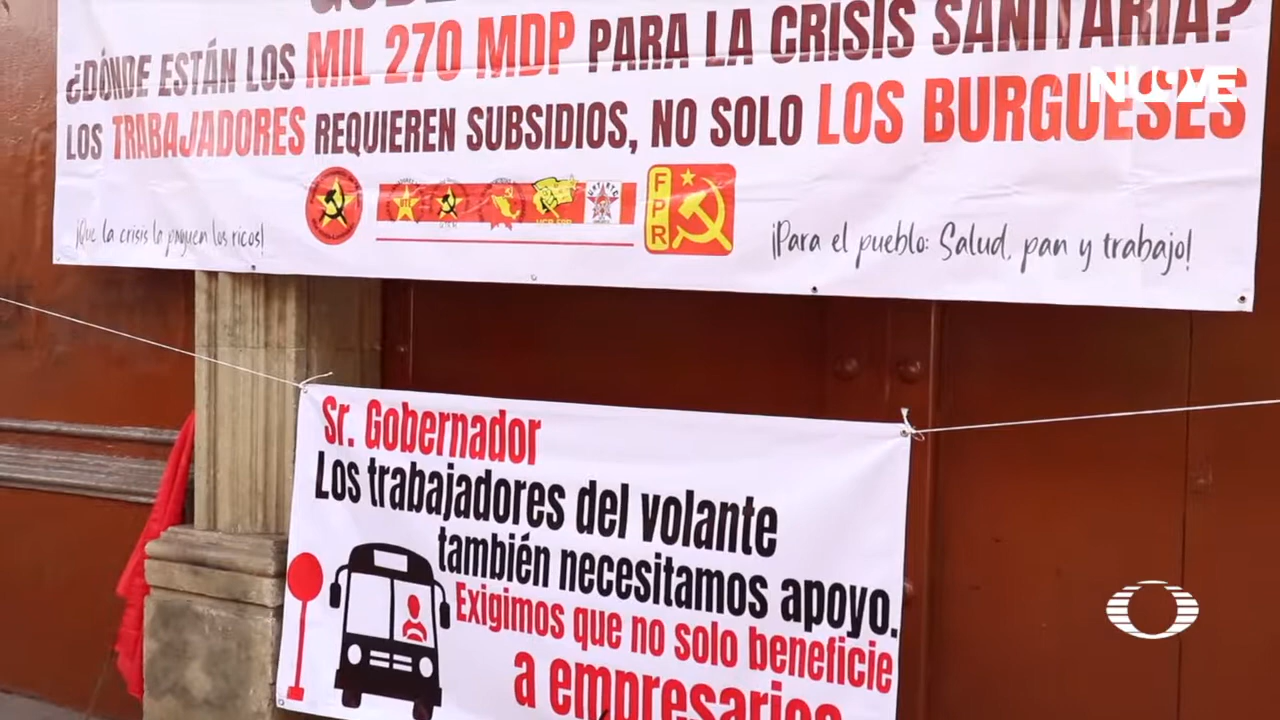 ¿DÓNDE ESTÁN LOS MIL 270 MDP PARA LA CRISIS SANITARIA?
NU9VE
LOS TRABAJADORES REQUIEREN SUBSIDIOS, NO SOLO LOS BURGUESES
FPR
¡Que la crisis la paguen los ricos!
¡Para el pueblo: Salud, pan y trabajo!
Sr. Gobernador
Los trabajadores del volante
también necesitamos apoyo.
Exigimos que no solo beneficie
a empresarios